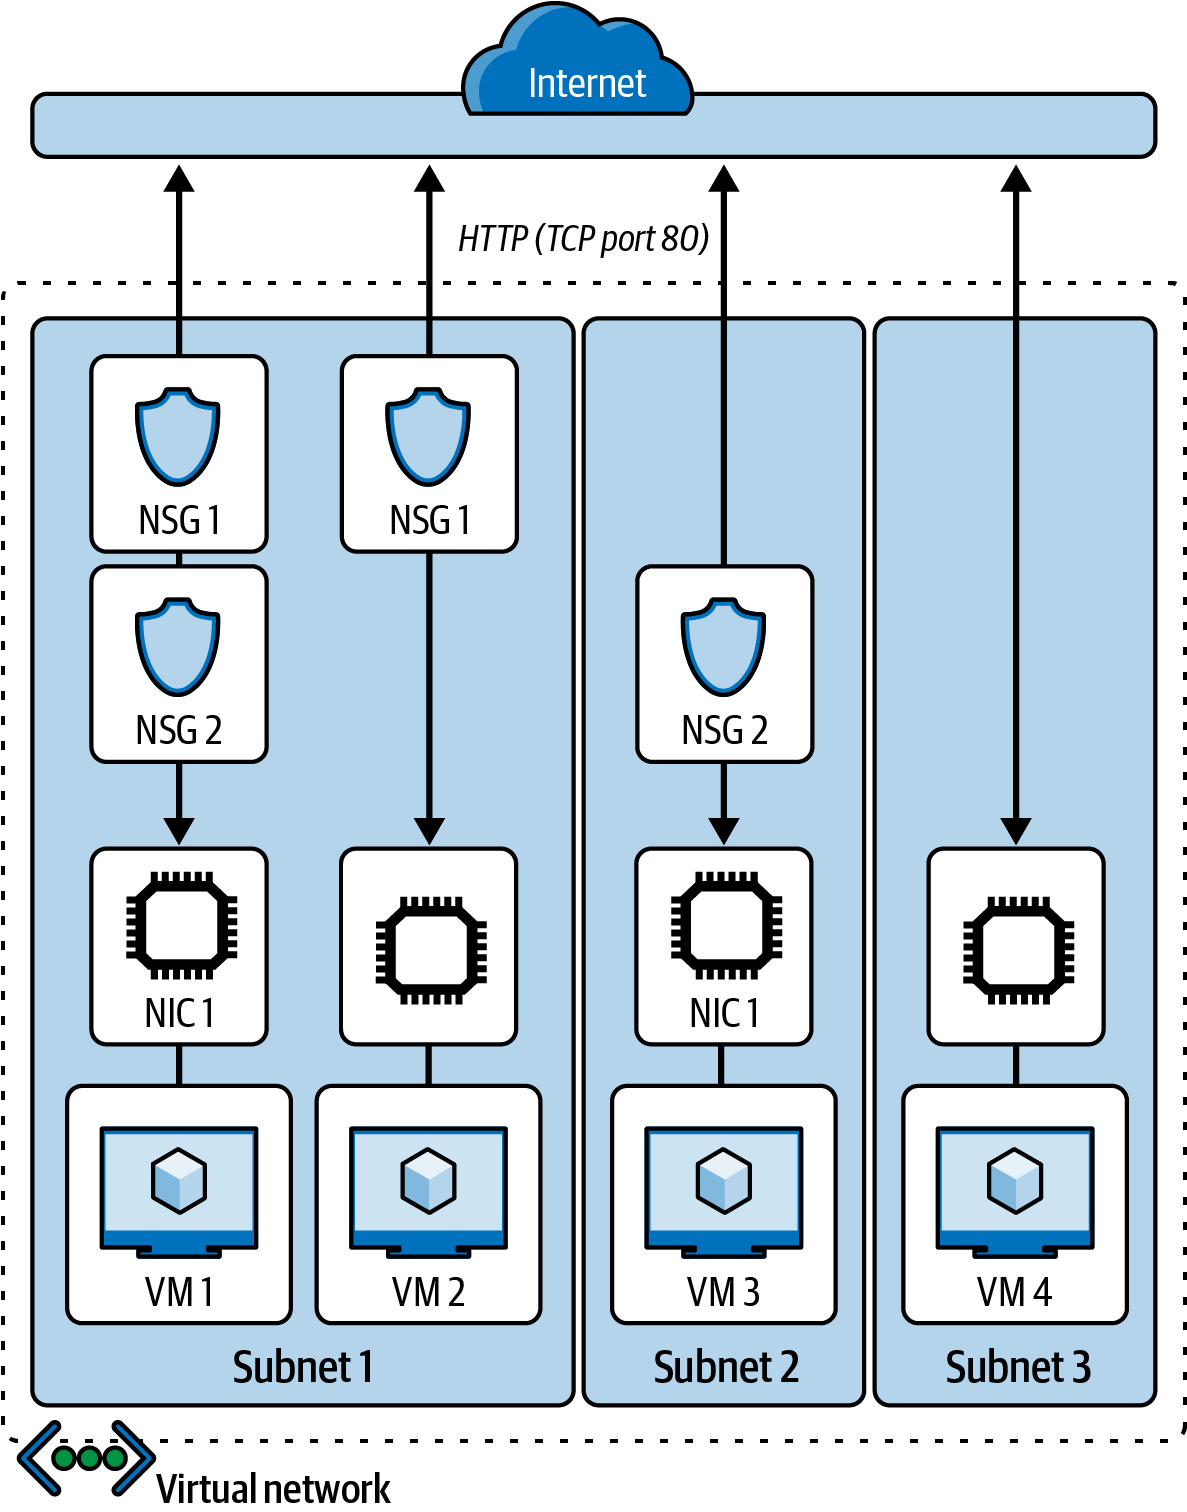 Internet
HTTP (TCP port 80)
NSG 1
NSG 1
NSG 2
NSG 2
NIC 1
NIC 1
VM 1
VM 2
VM 3
VM 4
Subnet 1
Subnet 2
Subnet 3
Virtual network